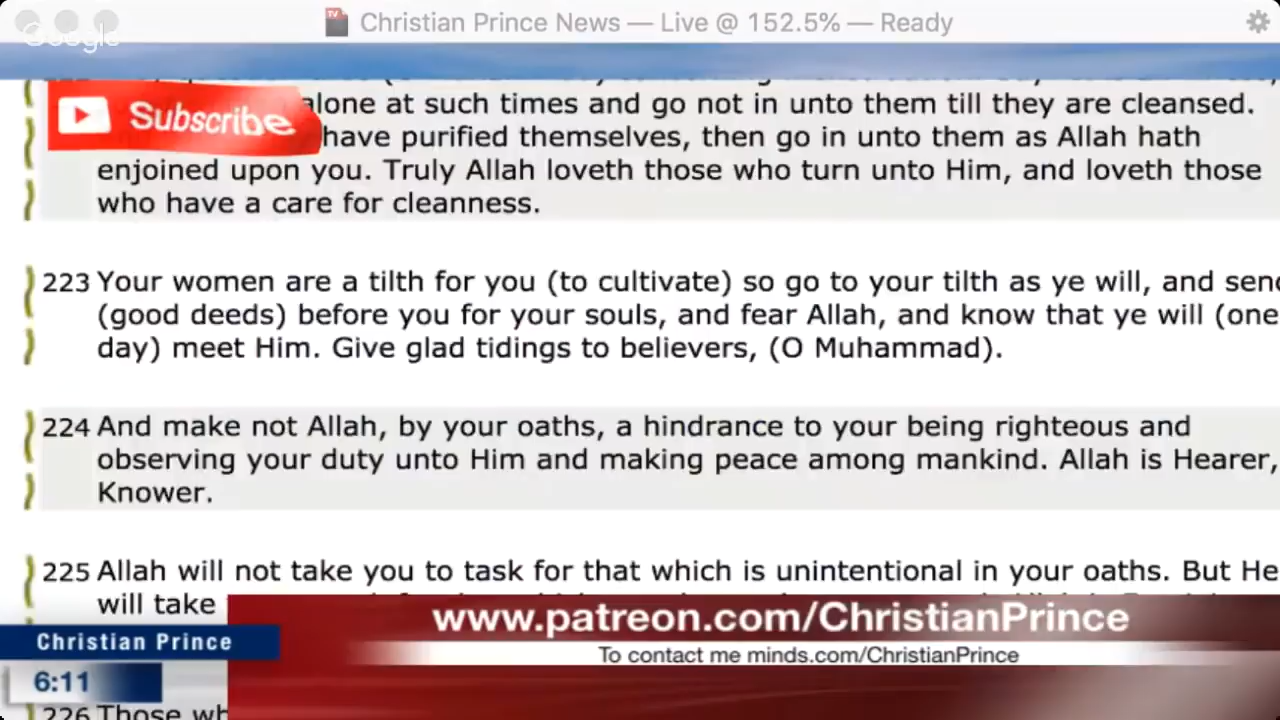 Christian Prince News — Live @ 152.5% — Ready
Google
Subscribe
alone at such times and go not in unto them till they are cleansed.
have purified themselves, then go in unto them as Allah hath
enjoined upon you. Truly Allah loveth those who turn unto Him, and loveth those
who have a care for cleanness.
223 Your women are a tilth for you (to cultivate) so go to your tilth as ye will, and send
(good deeds) before you for your souls, and fear Allah, and know that ye will (one
day) meet Him. Give glad tidings to believers, (O Muhammad).
224 And make not Allah, by your oaths, a hindrance to your being righteous and
observing your duty unto Him and making peace among mankind. Allah is Hearer,
Knower.
225 Allah will not take you to task for that which is unintentional in your oaths. But He
will take
www.patreon.com/ChristianPrince
Christian Prince
To contact me minds.com/ChristianPrince
6:11
226 Those